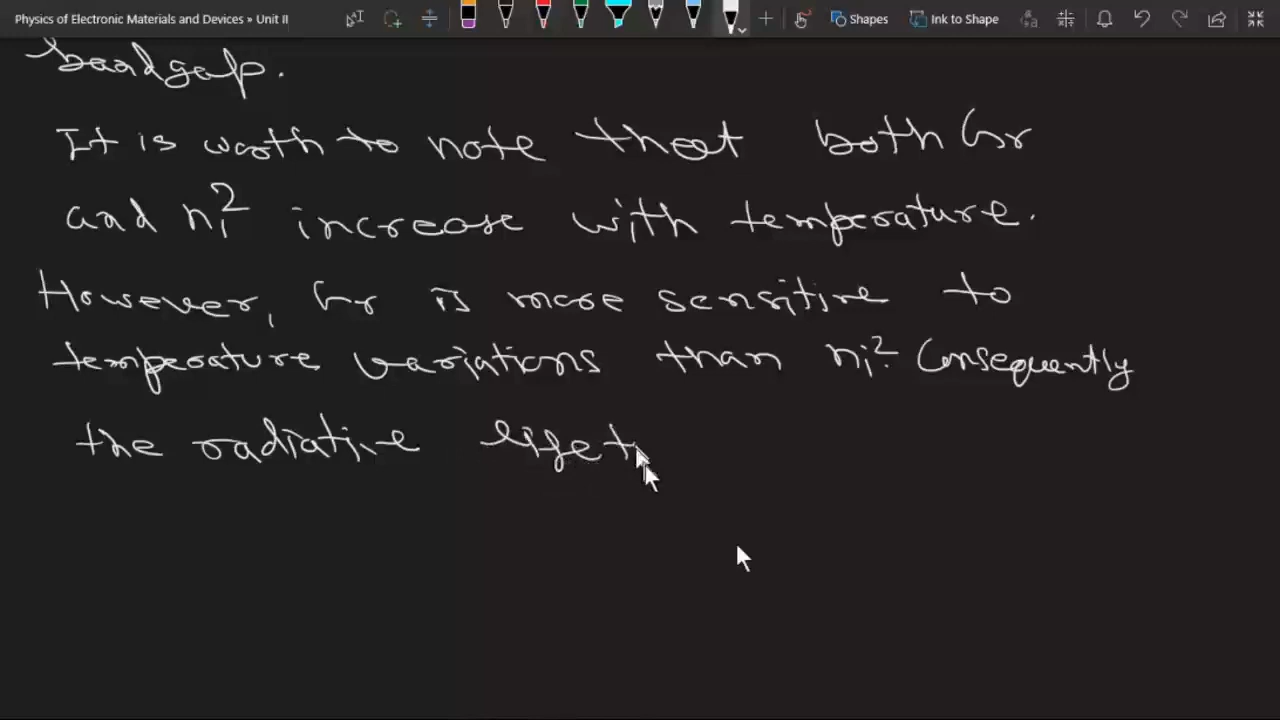 Physics of Electronic Materials and Devices » Unit II
Shapes
Ink to Shape
bandgap.
It is worth to note that both Gr
and ni² increase with temperature.
However, Gr is more sensitive to
temperature variations than ni². Consequently
the radiative lifet